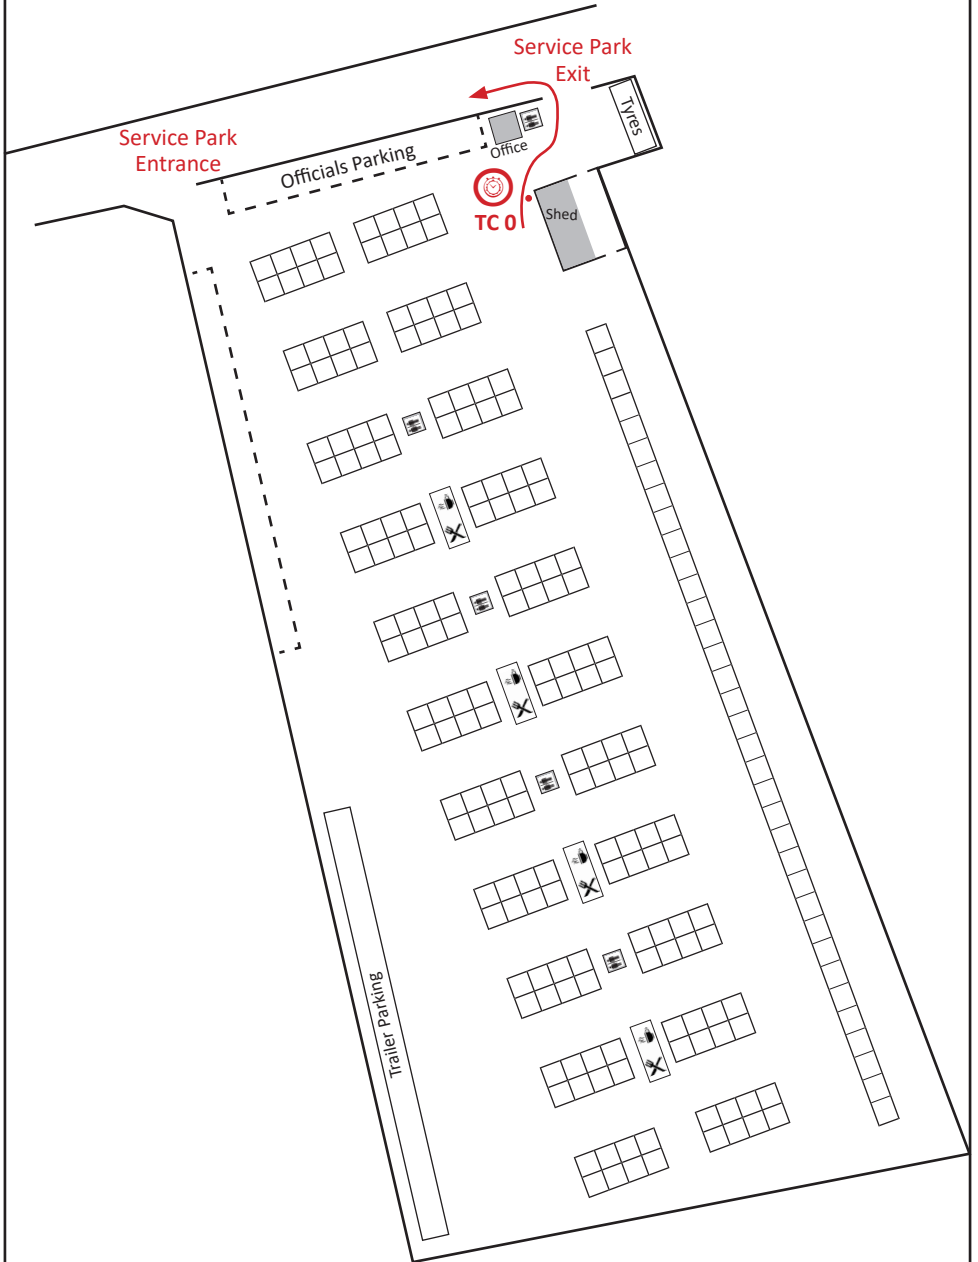 Service Park
Exit
Tyres
Service Park
Entrance
Officials Parking
Office
TC 0
Shed
Trailer Parking